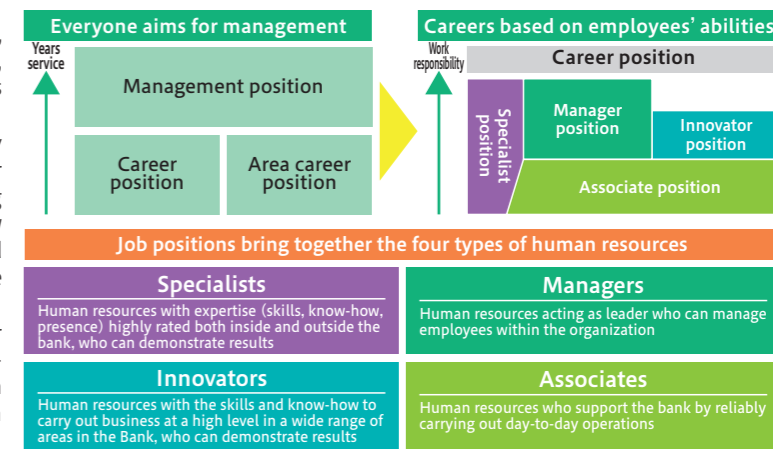 Everyone aims for management
Years
service
Management position
Career
position
Area career
position
Careers based on employees' abilities
Work
responsibility
Career position
Specialist
position
Manager
position
Innovator
position
Associate position
Job positions bring together the four types of human resources
Specialists
Human resources with expertise (skills, know-how,
presence) highly rated both inside and outside the
bank, who can demonstrate results
Managers
Human resources acting as leader who can manage
employees within the organization
Innovators
Human resources with the skills and know-how to
carry out business at a high level in a wide range of
areas in the Bank, who can demonstrate results
Associates
Human resources who support the bank by reliably
carrying out day-to-day operations